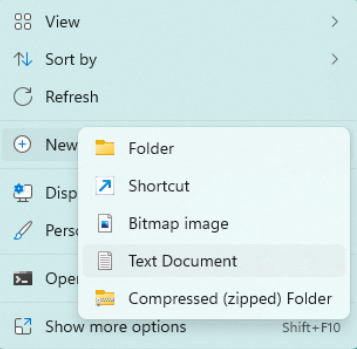 View
Sort by
Refresh
New
Folder
Shortcut
Bitmap image
Text Document
Compressed (zipped) Folder
Show more options Shift+F10